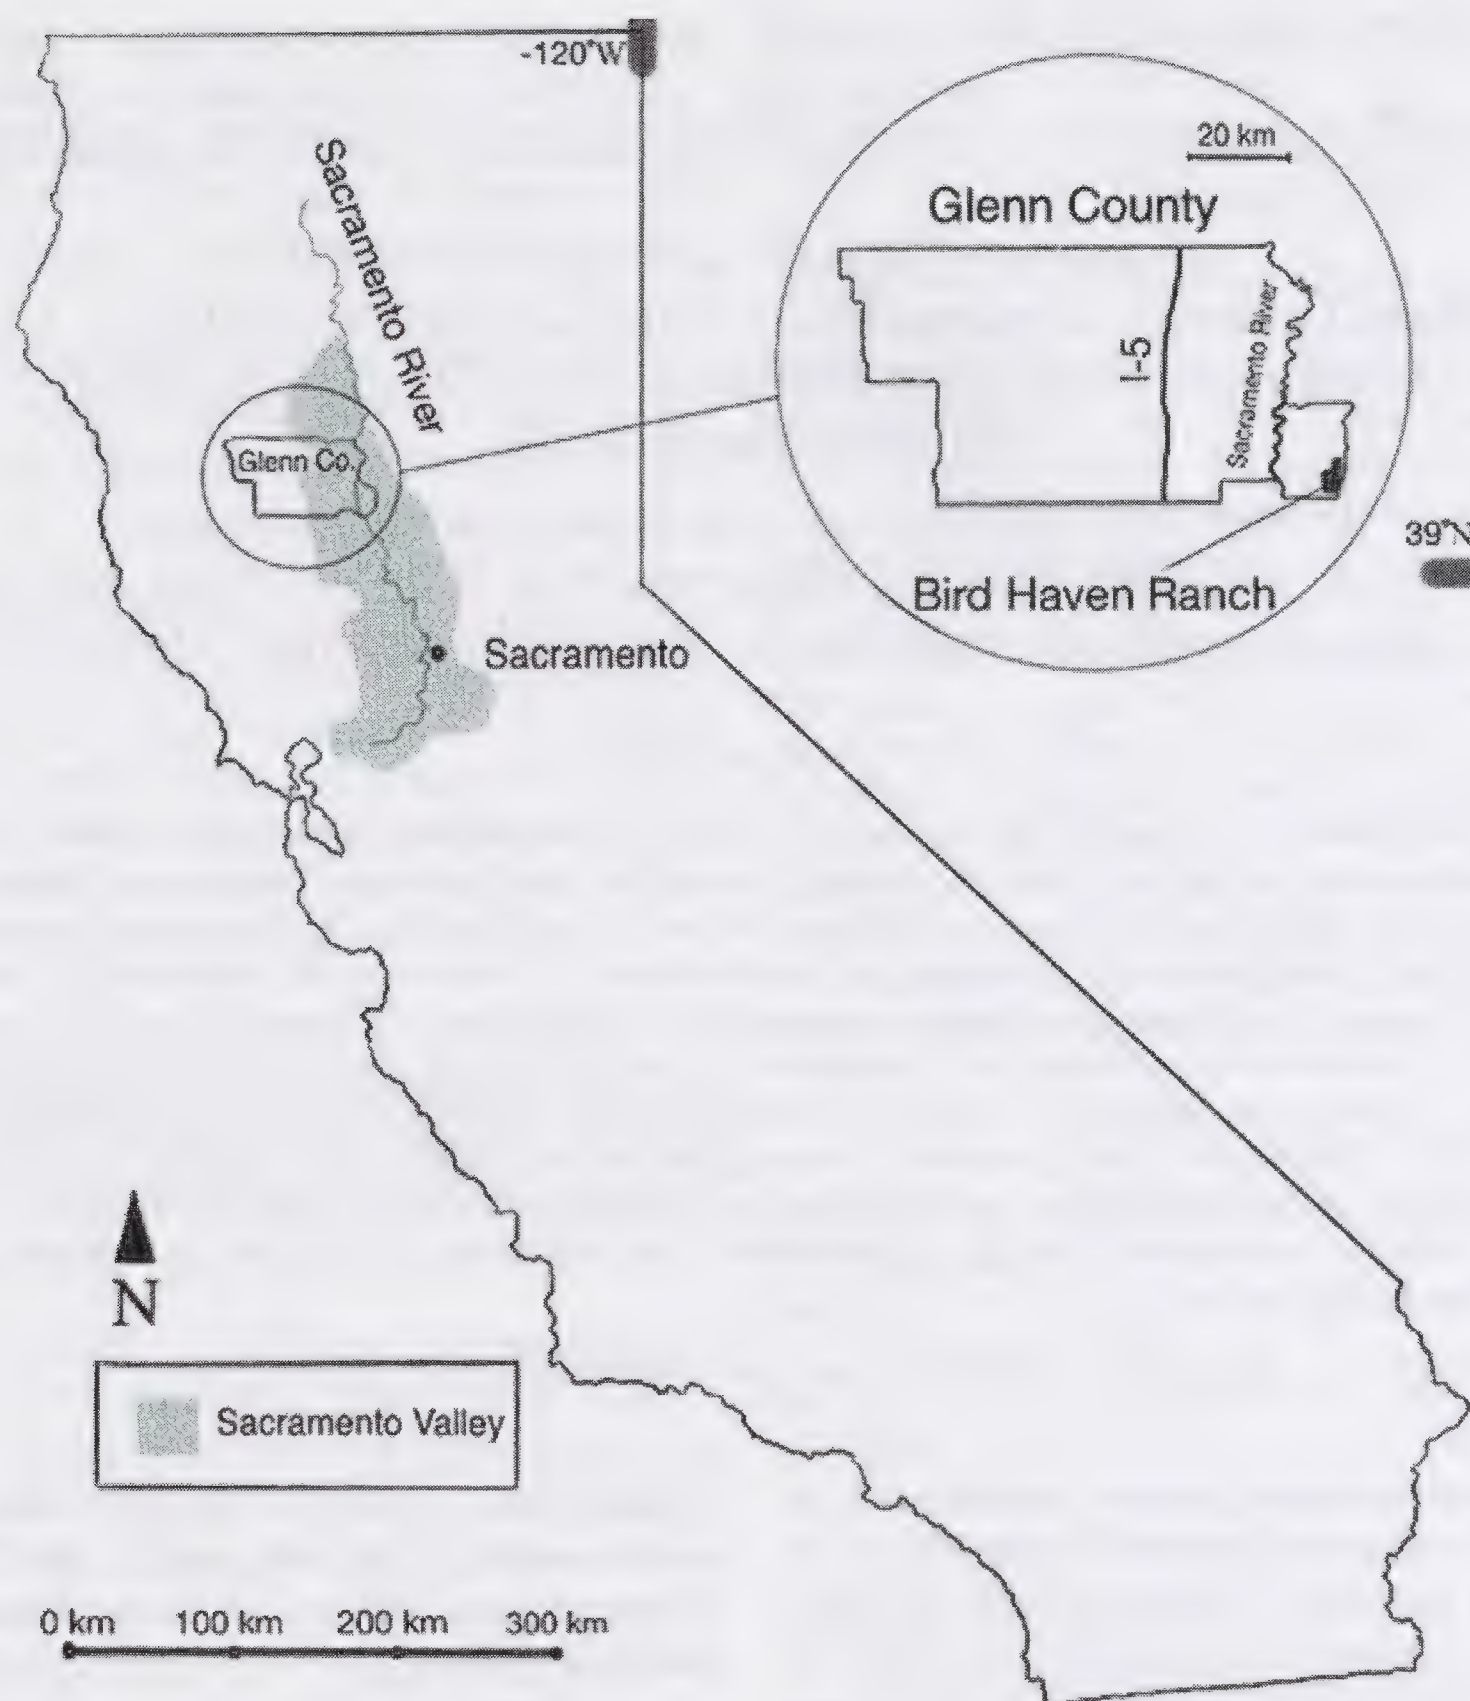 -120°W
20 km
Glenn County
Sacramento River
I-5
Sacramento River
Glenn Co.
39°N
Bird Haven Ranch
Sacramento
N
Sacramento Valley
0 km 100 km 200 km 300 km